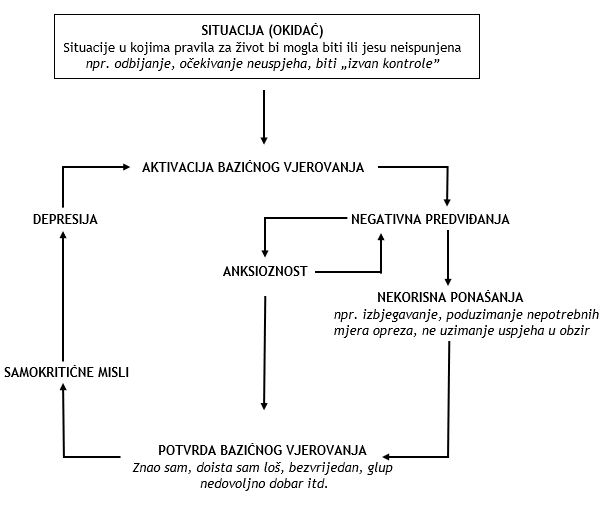 SITUACIJA (OKIDAČ)
Situacije u kojima pravila za život bi mogla biti ili jesu neispunjena
npr. odbijanje, očekivanje neuspjeha, biti „izvan kontrole”
AKTIVACIJA BAZIČNOG VJEROVANJA
DEPRESIJA
NEGATIVNA PREDVIĐANJA
ANKSIOZNOST
NEKORISNA PONAŠANJA
npr. izbjegavanje, poduzimanje nepotrebnih
mjera opreza, ne uzimanje uspjeha u obzir
SAMOKRITIČNE MISLI
POTVRDA BAZIČNOG VJEROVANJA
Znao sam, doista sam loš, bezvrijedan, glup
nedovoljno dobar itd.